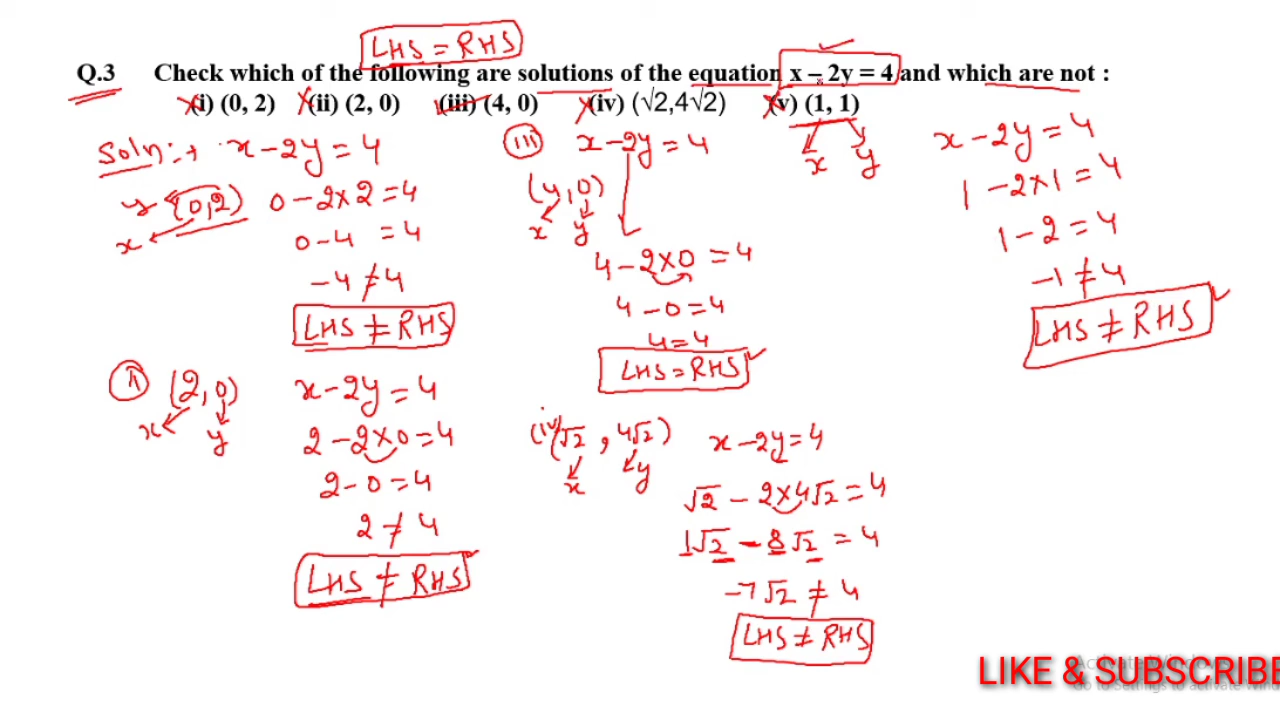 LHS = RHS
Q.3 Check which of the following are solutions of the equation x – 2y = 4 and which are not :
(i) (0, 2) (ii) (2, 0) (iii) (4, 0) (iv) (√2,4√2) (v) (1, 1)
x y
Soln:→ x-2y=4
(0,2)
y
x
0-2×2=4
0-4 =4
-4≠4
LHS ≠ RHS
(ii) (2,0)
x y
x-2y=4
2-2×0=4
2-0=4
2≠4
LHS ≠ RHS
(iii) x-2y=4
(4,0)
x y
4-2×0=4
4-0=4
4=4
LHS=RHS
(iv) (√2, 4√2)
x y
x-2y=4
√2-2×4√2=4
1√2-8√2=4
-7√2≠4
LHS≠RHS
x-2y=4
1-2×1=4
1-2=4
-1≠4
LHS≠RHS
LIKE & SUBSCRIBE